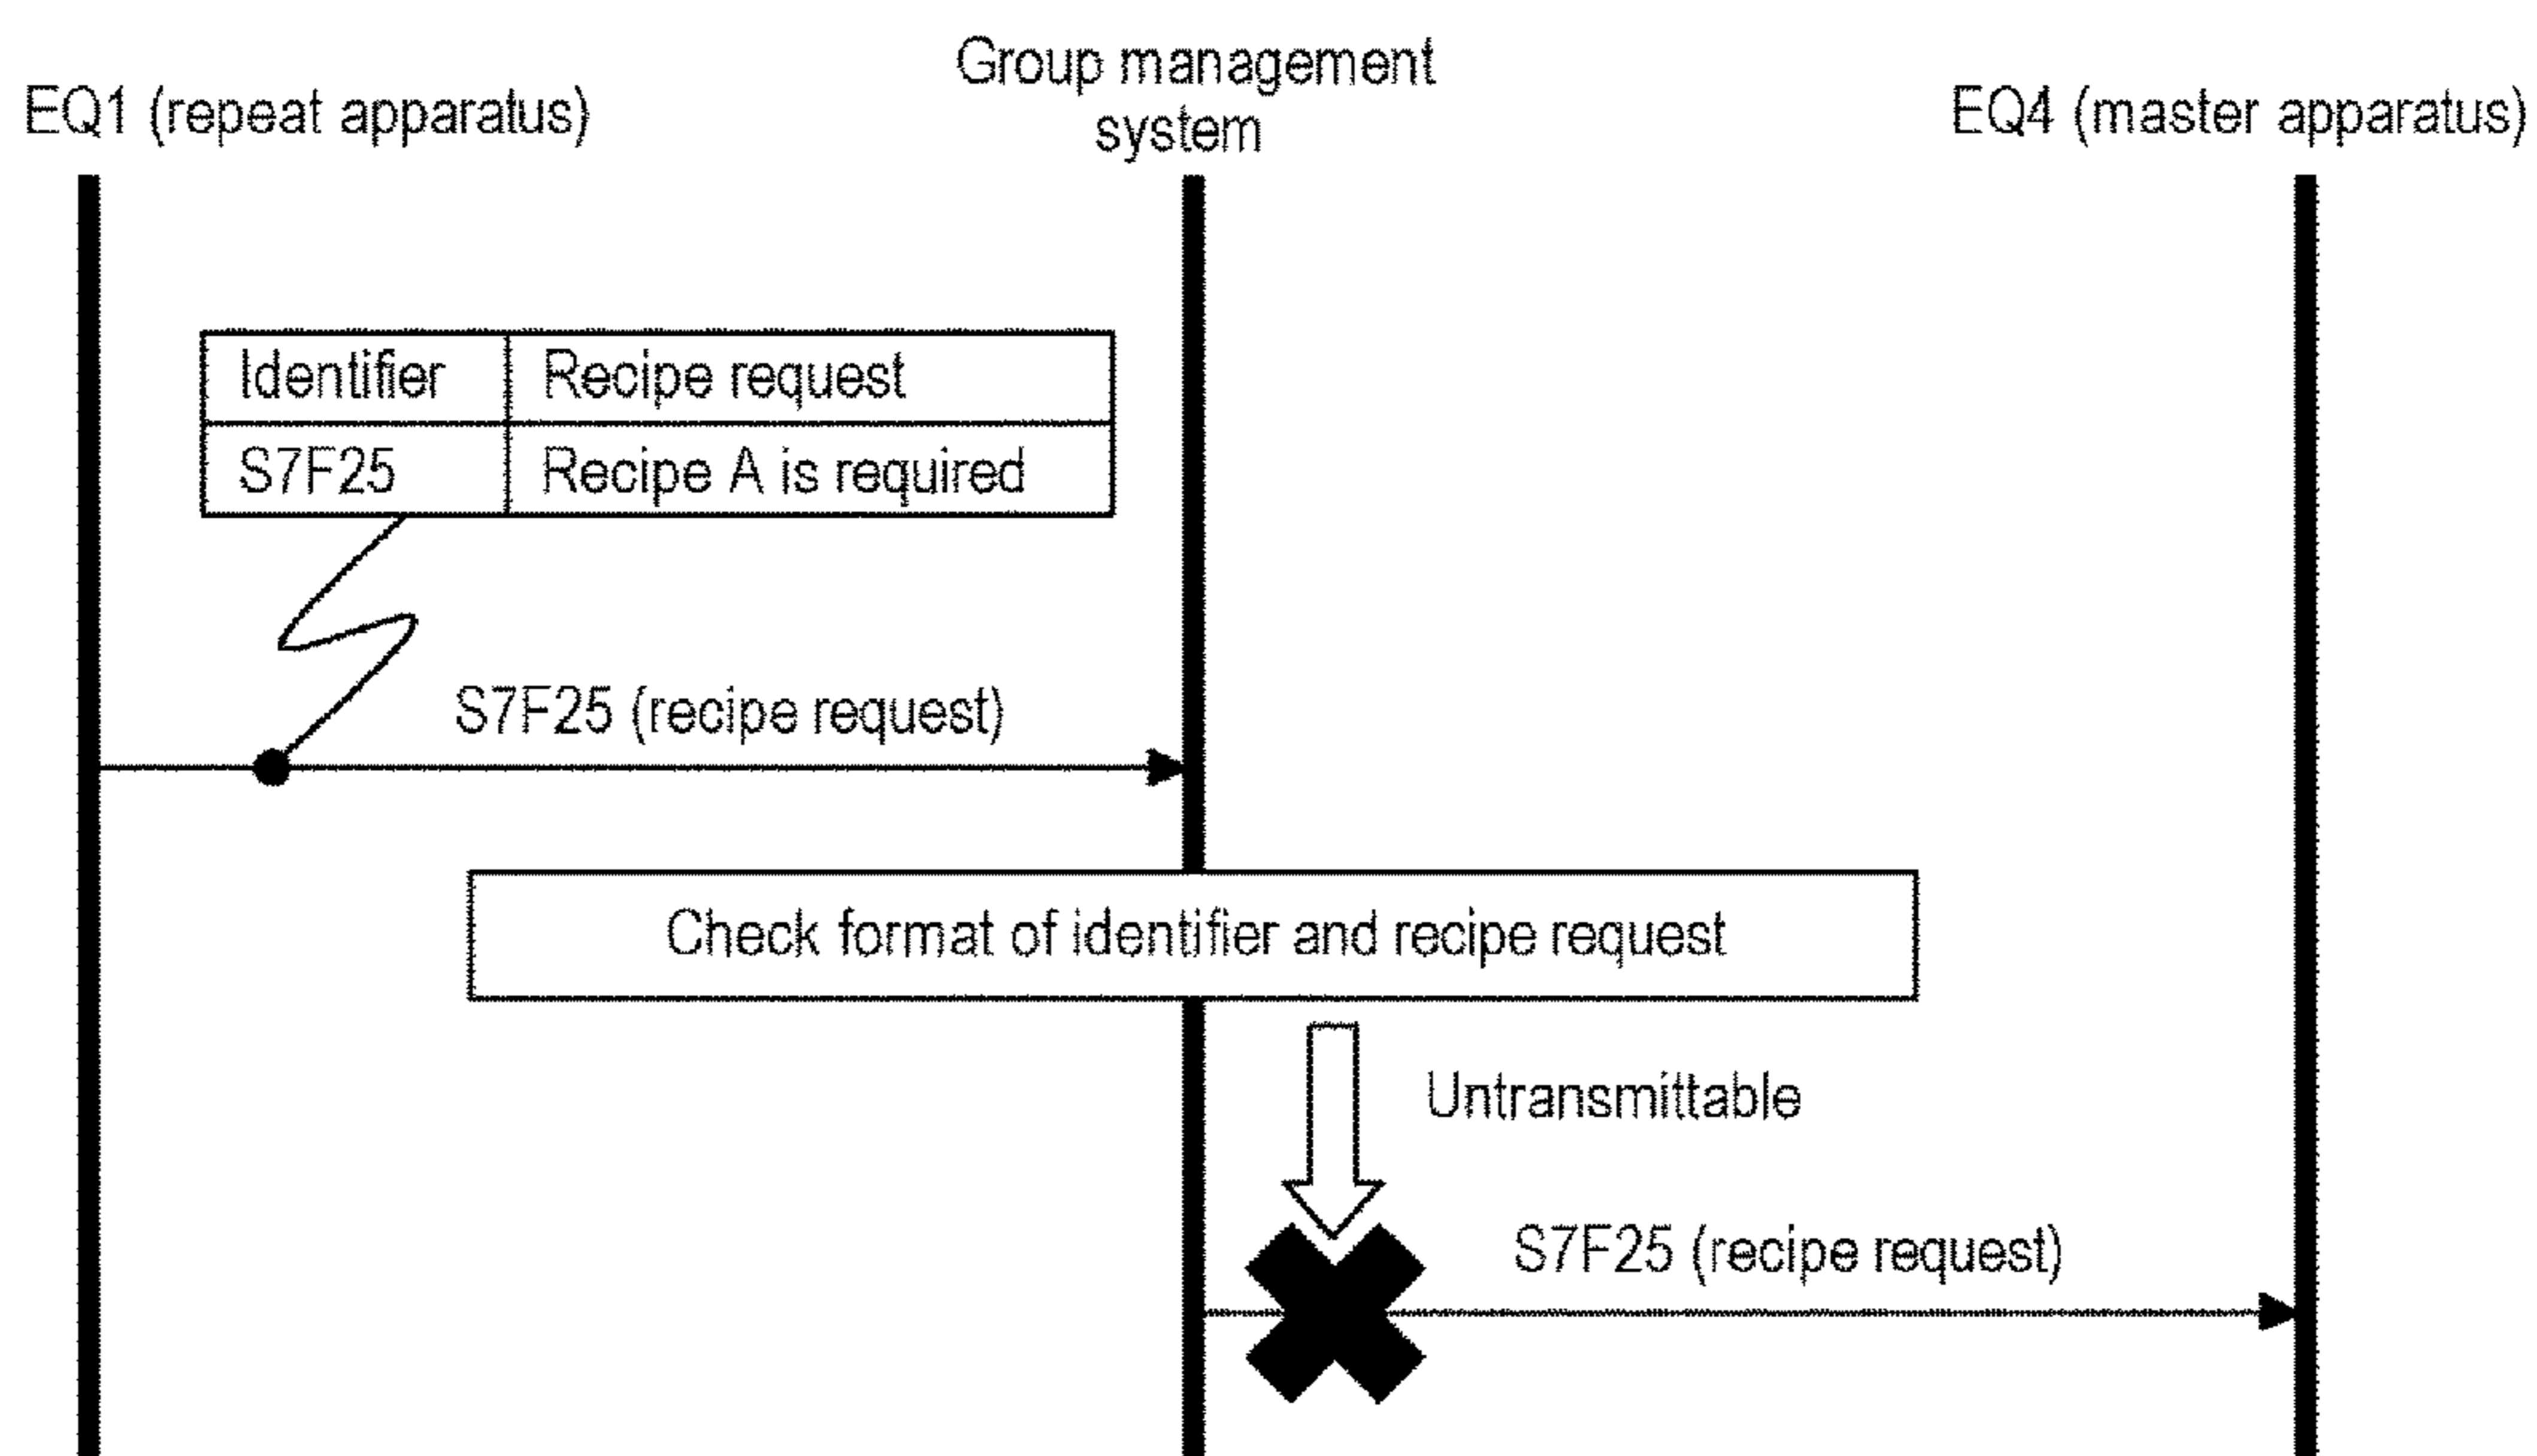 EQ1 (repeat apparatus)
Group management
system
EQ4 (master apparatus)
Identifier Recipe request
S7F25 Recipe A is required
S7F25 (recipe request)
Check format of identifier and recipe request
Untransmittable
S7F25 (recipe request)